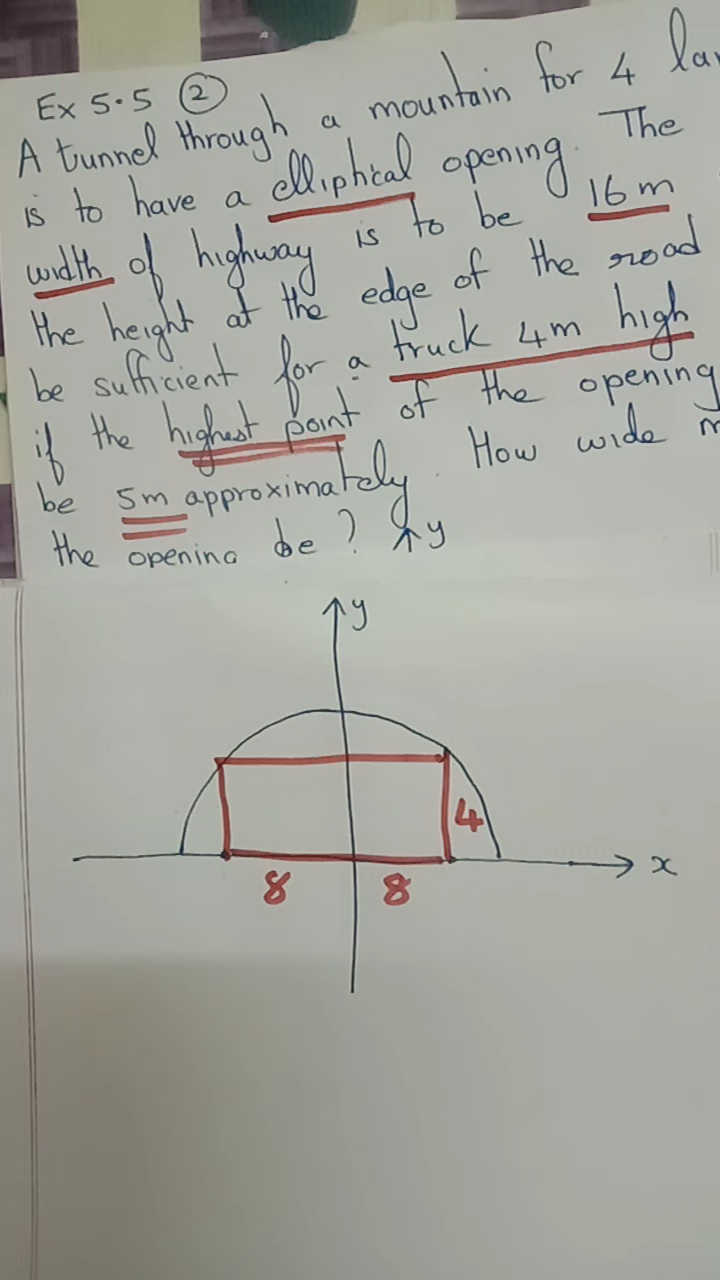 Ex 5.5 ②
A tunnel through a mountain for 4
is to have a elliptical opening. The
width of highway is to be 16m
the height at the edge of the road
be sufficient for a truck 4m high
if the highest point of the opening
be 5m approximately. How wide
the opening be? y
y
4
x
8 8